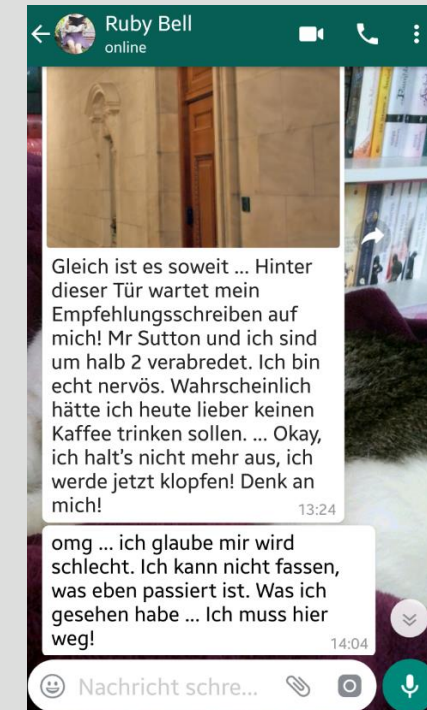 Ruby Bell
online
Gleich ist es soweit ... Hinter
dieser Tür wartet mein
Empfehlungsschreiben auf
mich! Mr Sutton und ich sind
um halb 2 verabredet. Ich bin
echt nervös. Wahrscheinlich
hätte ich heute lieber keinen
Kaffee trinken sollen. ... Okay,
ich halt's nicht mehr aus, ich
werde jetzt klopfen! Denk an
mich!
13:24
omg ... ich glaube mir wird
schlecht. Ich kann nicht fassen,
was eben passiert ist. Was ich
gesehen habe ... Ich muss hier
weg!
14:04
Nachricht schre...